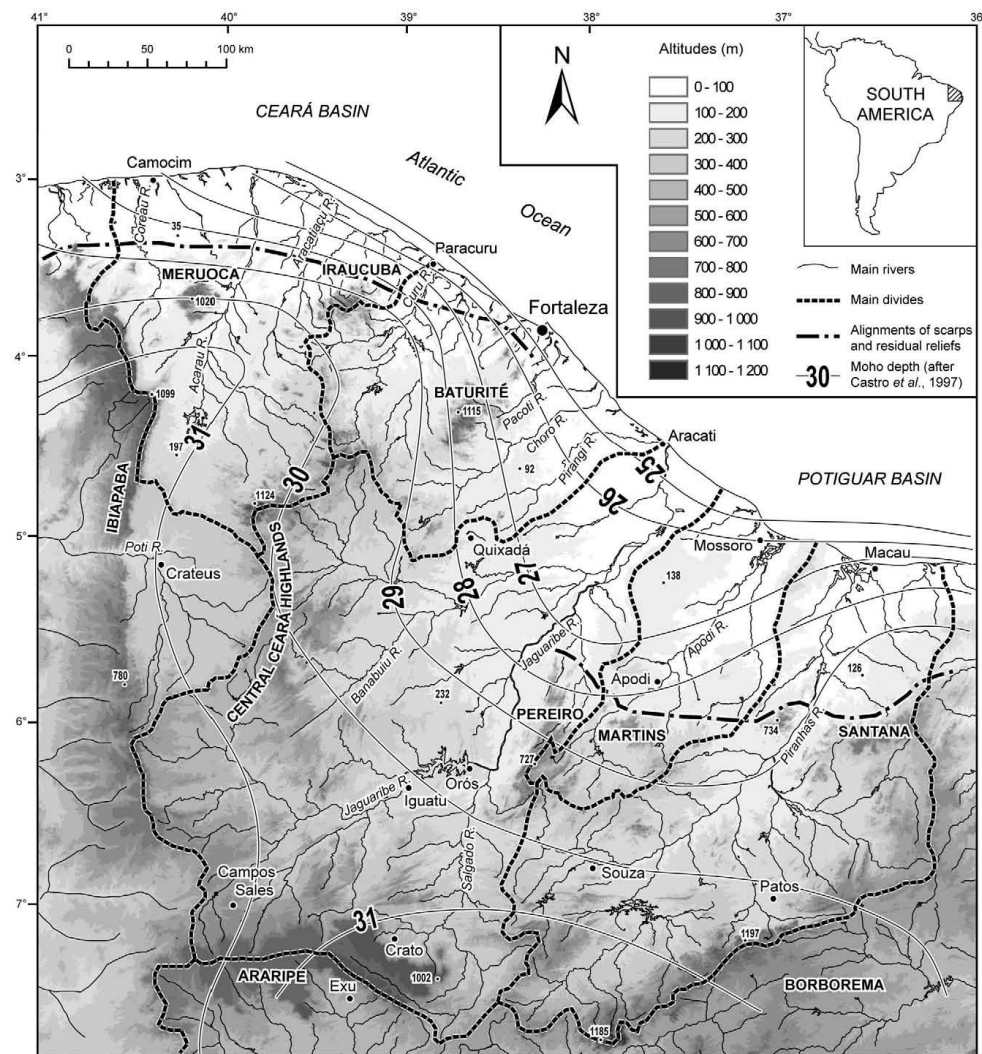 41°
40°
39°
38°
37°
36°
0
50
100 km
N
Altitudes (m)
0 - 100
100 - 200
200 - 300
300 - 400
400 - 500
500 - 600
600 - 700
700 - 800
800 - 900
900 - 1 000
1 000 - 1 100
1 100 - 1 200
SOUTH
AMERICA
Main rivers
Main divides
Alignments of scarps
and residual reliefs
30
Moho depth (after
Castro et al., 1997)
CEARÁ BASIN
Atlantic
Ocean
3°
Camocim
Coreau R.
35
Aracatiaçu R.
Paracuru
MERUOCA
IRAUCUBA
1020
Curu R.
Fortaleza
4°
Acarau R.
1099
BATURITÉ
1115
Pacoti R.
Choro R.
Pirangi R.
Aracati
197
31
92
25
30
26
POTIGUAR BASIN
IBIAPABA
1124
5°
Poti R.
Crateus
Quixadá
Mossoro
Macau
CENTRAL CEARÁ HIGHLANDS
29
28
27
138
Banabuiu R.
Jaguaribe R.
Apodi R.
780
232
Apodi
126
6°
PEREIRO
MARTINS
734
Piranhas R.
SANTANA
727
Orós
Jaguaribe R.
Iguatu
Salgado R.
Campos
Sales
Souza
Patos
7°
31
Crato
1197
ARARIPE
1002
Exu
BORBOREMA
1185